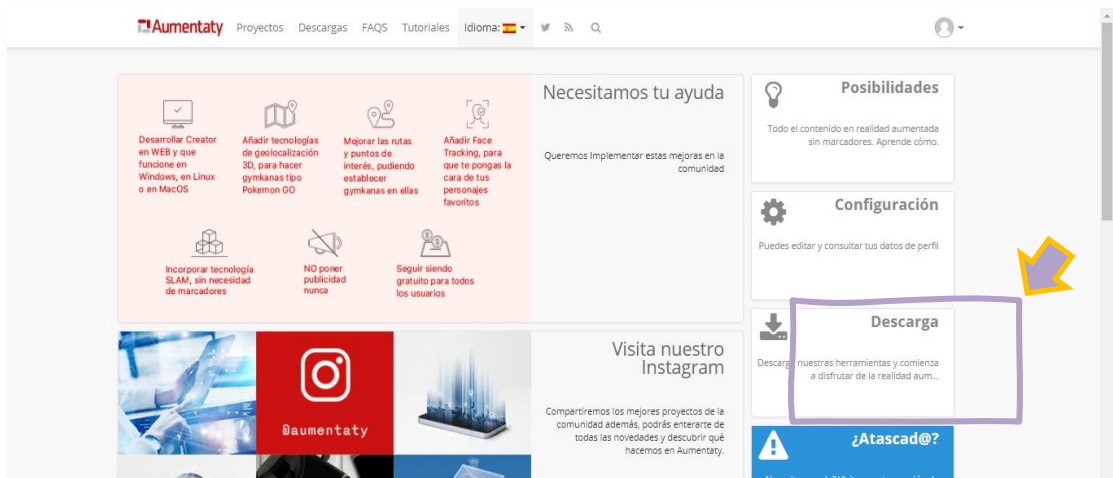 Aumentaty Proyectos Descargas FAQS Tutoriales Idioma:
Desarrollar Creator
en WEB y que
funcione en
Windows, en Linux
o en MacOS
Añadir tecnologías
de geolocalización
3D, para hacer
gymkanas tipo
Pokemon GO
Mejorar las rutas
y puntos de
interés, pudiendo
establecer
gymkanas en ellas
Añadir Face
Tracking, para
que te pongas la
cara de tus
personajes
favoritos
Incorporar tecnología
SLAM, sin necesidad
de marcadores
NO poner
publicidad
nunca
Seguir siendo
gratuito para todos
los usuarios
Necesitamos tu ayuda
Queremos Implementar estas mejoras en la
comunidad
Posibilidades
Todo el contenido en realidad aumentada
sin marcadores. Aprende cómo.
Configuración
Puedes editar y consultar tus datos de perfil
Descarga
nuestras herramientas y comienza
a disfrutar de la realidad aum...
@aumentaty
Visita nuestro
Instagram
Compartiremos los mejores proyectos de la
comunidad además, podrás enterarte de
todas las novedades y descubrir qué
hacemos en Aumentaty.
¿Atascad@?